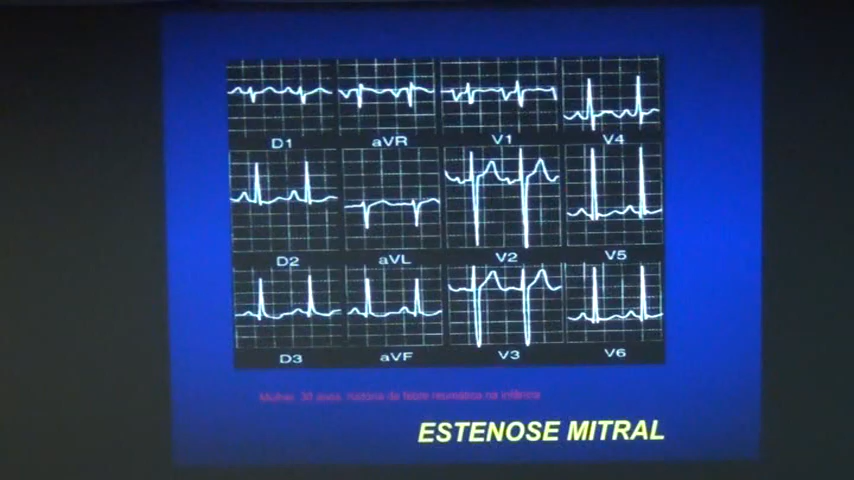 D1 aVR V1 V4
D2 aVL V2 V5
D3 aVF V3 V6
Mulher, 30 anos, história de febre reumática na infância
ESTENOSE MITRAL